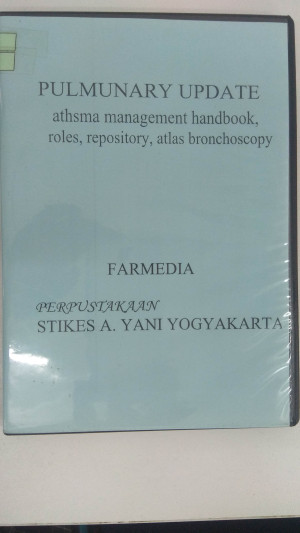 PULMUNARY UPDATE
athsma management handbook,
roles, repository, atlas bronchoscopy
FARMEDIA
PERPUSTAKAAN
STIKES A. YANI YOGYAKARTA